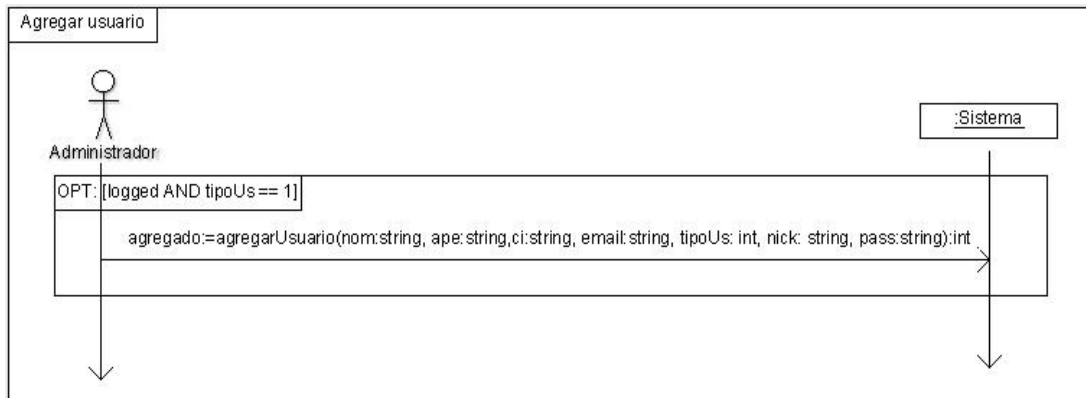 Agregar usuario
:Sistema
Administrador
OPT: [logged AND tipoUs == 1]
agregado:=agregarUsuario(nom:string, ape:string,ci:string, email:string, tipoUs: int, nick: string, pass:string):int